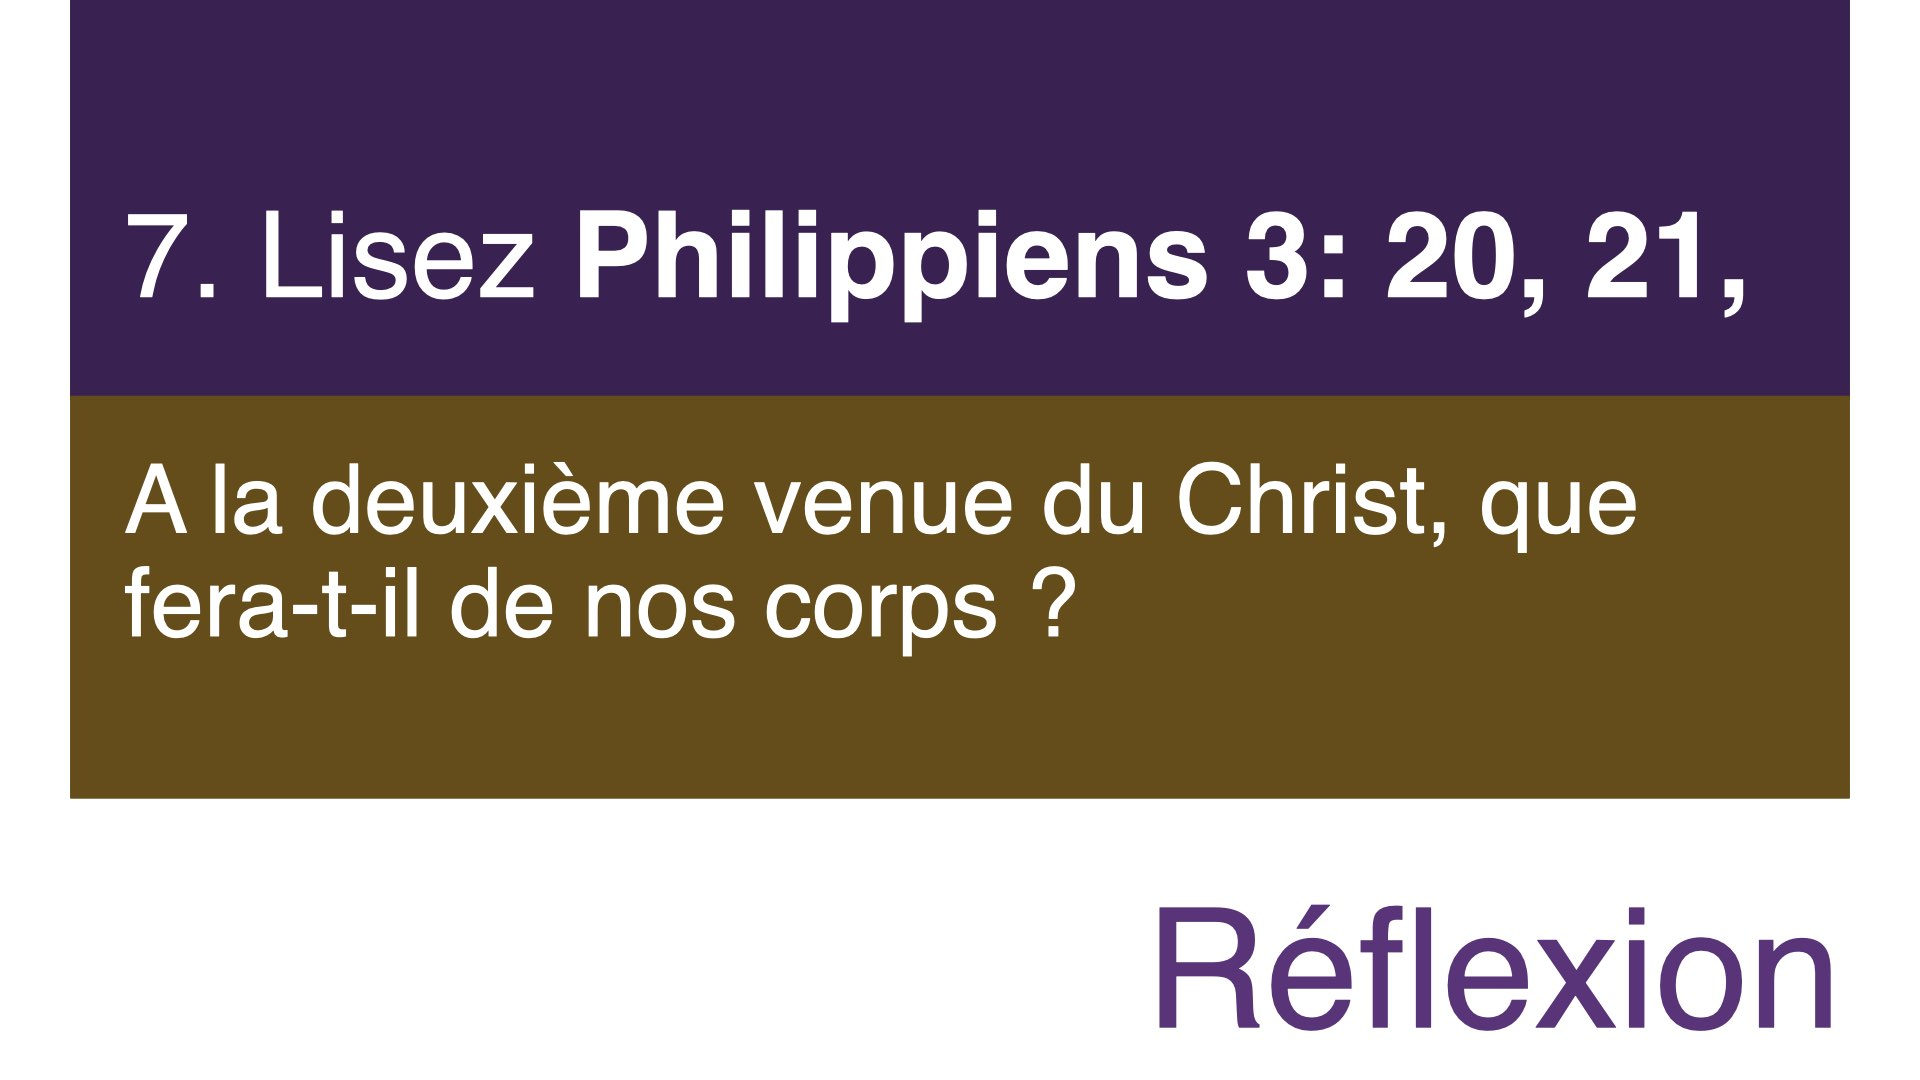 7. Lisez Philippiens 3: 20, 21,
A la deuxième venue du Christ, que
fera-t-il de nos corps ?
Réflexion